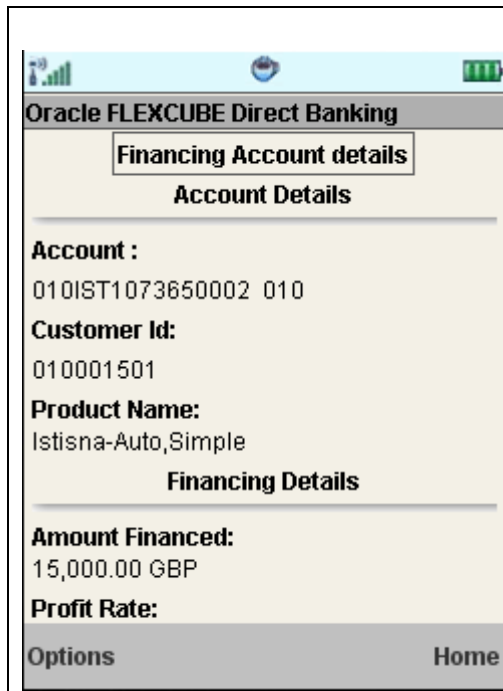 Oracle FLEXCUBE Direct Banking
Financing Account details
Account Details
Account :
010IST1073650002 010
Customer Id:
010001501
Product Name:
Istisna-Auto,Simple
Financing Details
Amount Financed:
15,000.00 GBP
Profit Rate:
Options Home